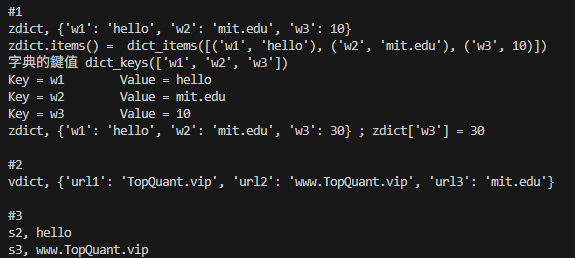 #1
zdict, {'w1': 'hello', 'w2': 'mit.edu', 'w3': 10}
zdict.items() =  dict_items([('w1', 'hello'), ('w2', 'mit.edu'), ('w3', 10)])
字典的鍵值 dict_keys(['w1', 'w2', 'w3'])
Key = w1       Value = hello
Key = w2       Value = mit.edu
Key = w3       Value = 10
zdict, {'w1': 'hello', 'w2': 'mit.edu', 'w3': 30} ; zdict['w3'] = 30
#2
vdict, {'url1': 'TopQuant.vip', 'url2': 'www.TopQuant.vip', 'url3': 'mit.edu'}
#3
s2, hello
s3, www.TopQuant.vip